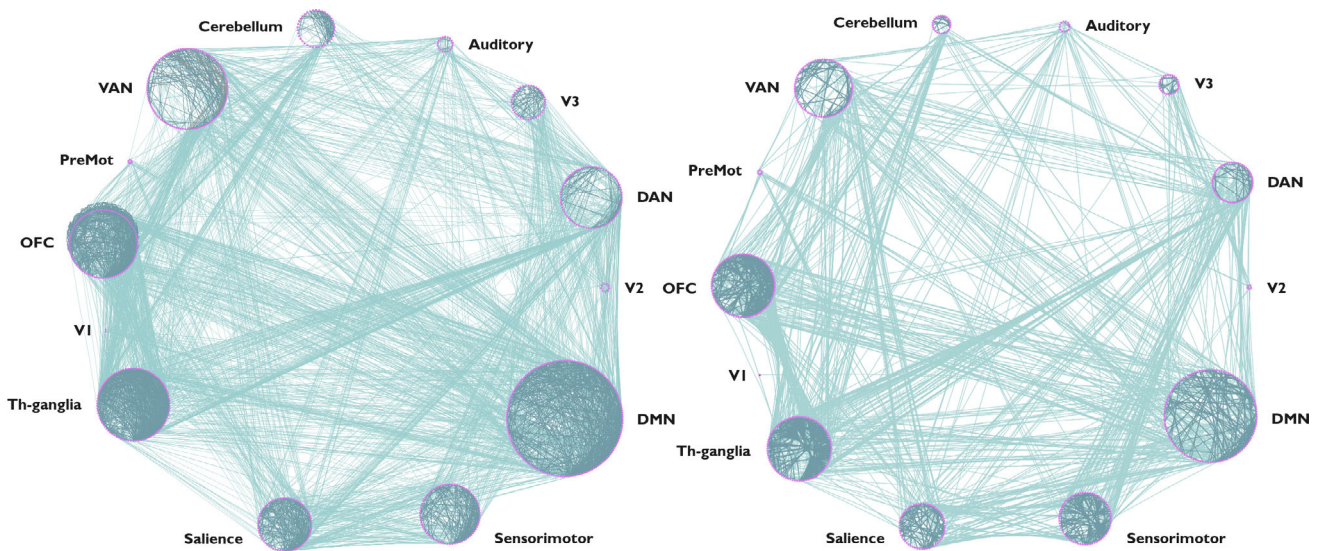 Cerebellum
Auditory
VAN
V3
PreMot
DAN
OFC
V2
V1
Th-ganglia
DMN
Salience
Sensorimotor
Cerebellum
Auditory
VAN
V3
PreMot
DAN
OFC
V2
V1
DMN
Th-ganglia
Salience
Sensorimotor